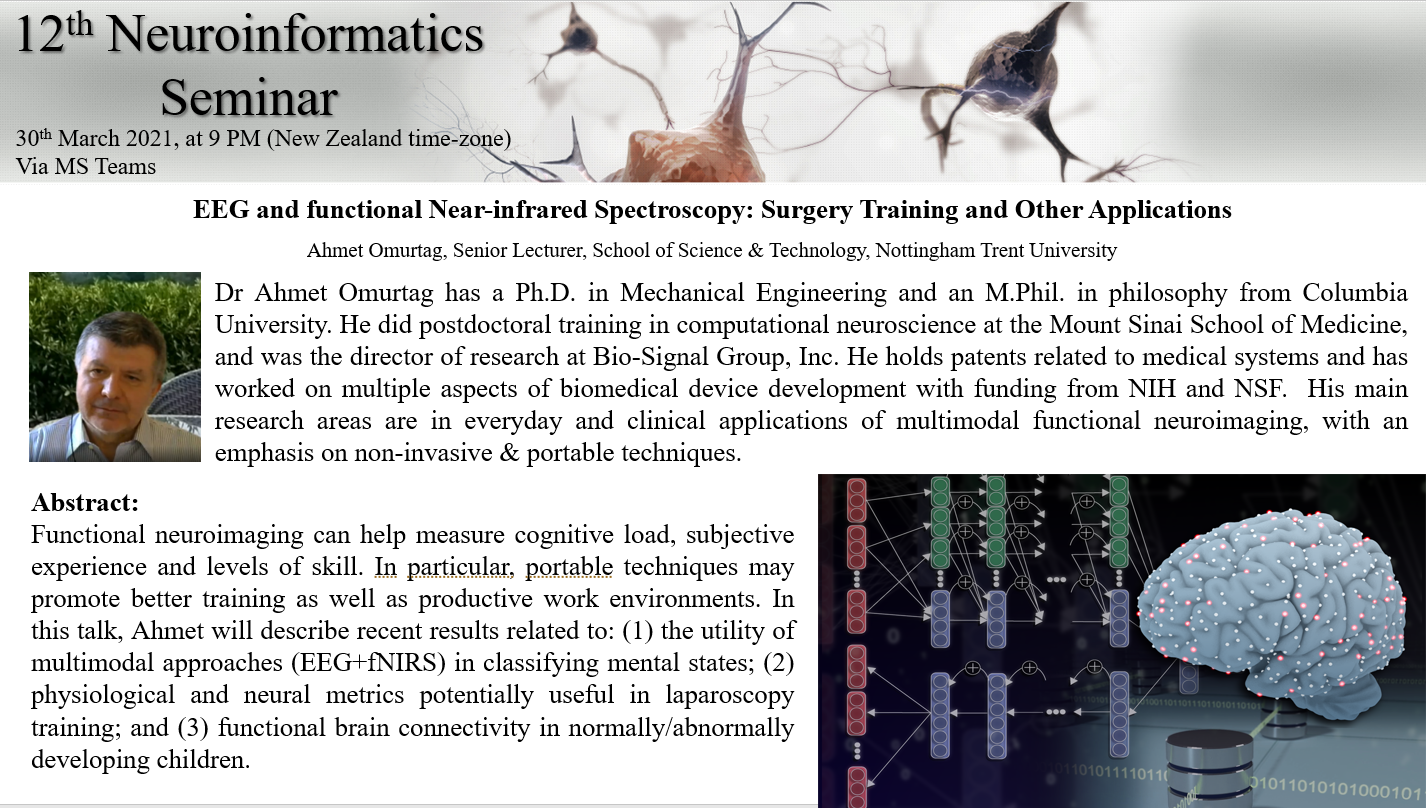 12th Neuroinformatics
Seminar
30th March 2021, at 9 PM (New Zealand time-zone)
Via MS Teams
EEG and functional Near-infrared Spectroscopy: Surgery Training and Other Applications
Ahmet Omurtag, Senior Lecturer, School of Science & Technology, Nottingham Trent University
Dr Ahmet Omurtag has a Ph.D. in Mechanical Engineering and an M.Phil. in philosophy from Columbia
University. He did postdoctoral training in computational neuroscience at the Mount Sinai School of Medicine,
and was the director of research at Bio-Signal Group, Inc. He holds patents related to medical systems and has
worked on multiple aspects of biomedical device development with funding from NIH and NSF. His main
research areas are in everyday and clinical applications of multimodal functional neuroimaging, with an
emphasis on non-invasive & portable techniques.
Abstract:
Functional neuroimaging can help measure cognitive load, subjective
experience and levels of skill. In particular, portable techniques may
promote better training as well as productive work environments. In
this talk, Ahmet will describe recent results related to: (1) the utility of
multimodal approaches (EEG+fNIRS) in classifying mental states; (2)
physiological and neural metrics potentially useful in laparoscopy
training; and (3) functional brain connectivity in normally/abnormally
developing children.